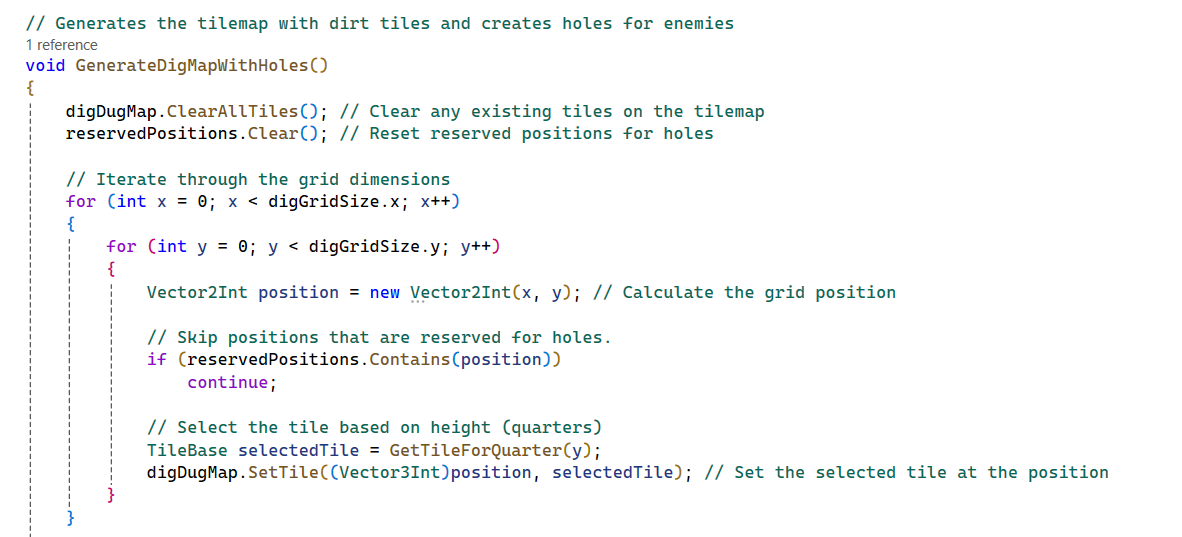 // Generates the tilemap with dirt tiles and creates holes for enemies
1 reference
void GenerateDigMapWithHoles()
{
    digDugMap.ClearAllTiles(); // Clear any existing tiles on the tilemap
    reservedPositions.Clear(); // Reset reserved positions for holes

    // Iterate through the grid dimensions
    for (int x = 0; x < digGridSize.x; x++)
    {
        for (int y = 0; y < digGridSize.y; y++)
        {
            Vector2Int position = new Vector2Int(x, y); // Calculate the grid position

            // Skip positions that are reserved for holes.
            if (reservedPositions.Contains(position))
                continue;

            // Select the tile based on height (quarters)
            TileBase selectedTile = GetTileForQuarter(y);
            digDugMap.SetTile((Vector3Int)position, selectedTile); // Set the selected tile at the position
        }
    }